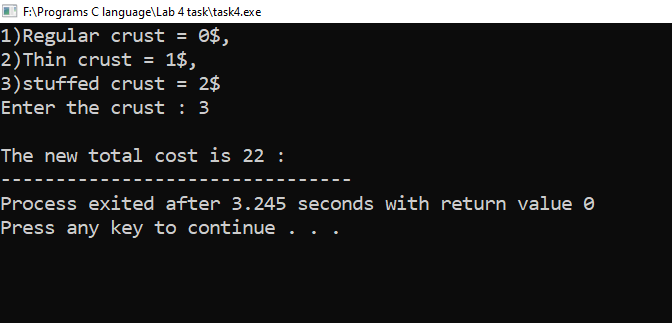 F:\Programs C language\Lab 4 task\task4.exe
1)Regular crust = 0$,
2)Thin crust = 1$,
3)stuffed crust = 2$
Enter the crust : 3
The new total cost is 22 :
--------------------------------
Process exited after 3.245 seconds with return value 0
Press any key to continue . . .